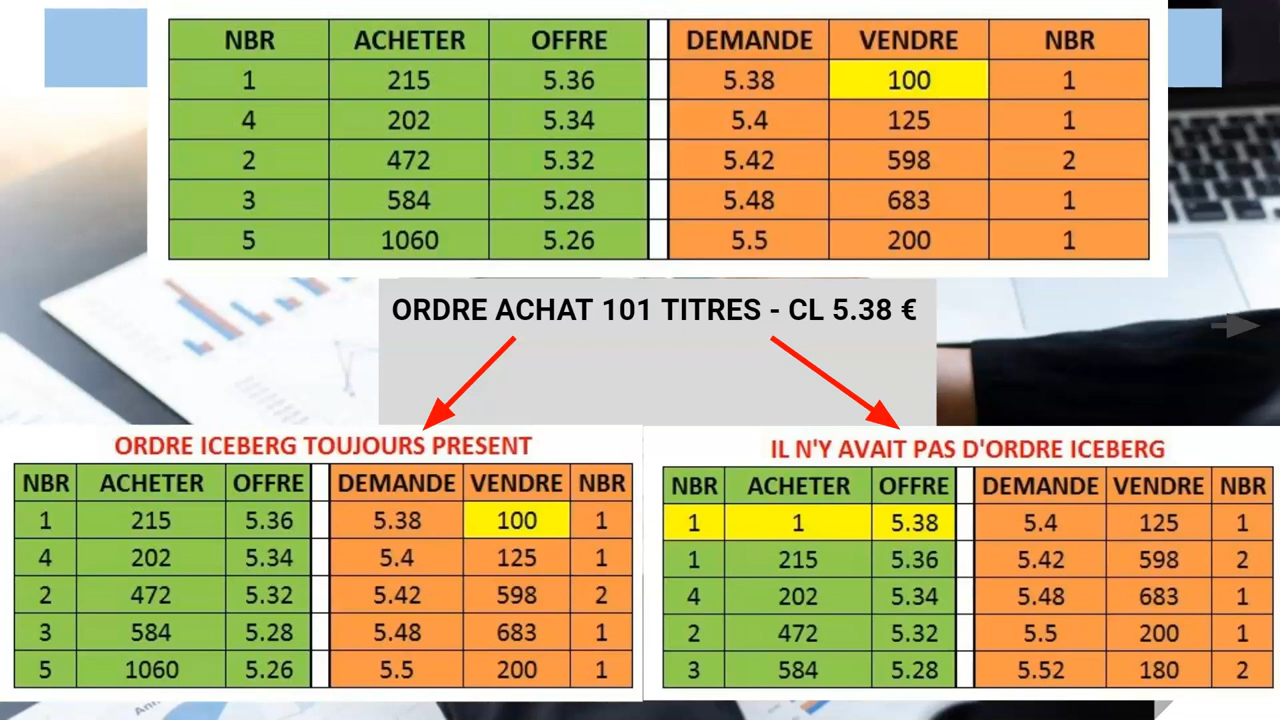 NBR ACHETER OFFRE DEMANDE VENDRE NBR
1 215 5.36 5.38 100 1
4 202 5.34 5.4 125 1
2 472 5.32 5.42 598 2
3 584 5.28 5.48 683 1
5 1060 5.26 5.5 200 1
ORDRE ACHAT 101 TITRES - CL 5.38 €
ORDRE ICEBERG TOUJOURS PRESENT
NBR ACHETER OFFRE DEMANDE VENDRE NBR
1 215 5.36 5.38 100 1
4 202 5.34 5.4 125 1
2 472 5.32 5.42 598 2
3 584 5.28 5.48 683 1
5 1060 5.26 5.5 200 1
IL N'Y AVAIT PAS D'ORDRE ICEBERG
NBR ACHETER OFFRE DEMANDE VENDRE NBR
1 1 5.38 5.4 125 1
1 215 5.36 5.42 598 2
4 202 5.34 5.48 683 1
2 472 5.32 5.5 200 1
3 584 5.28 5.52 180 2